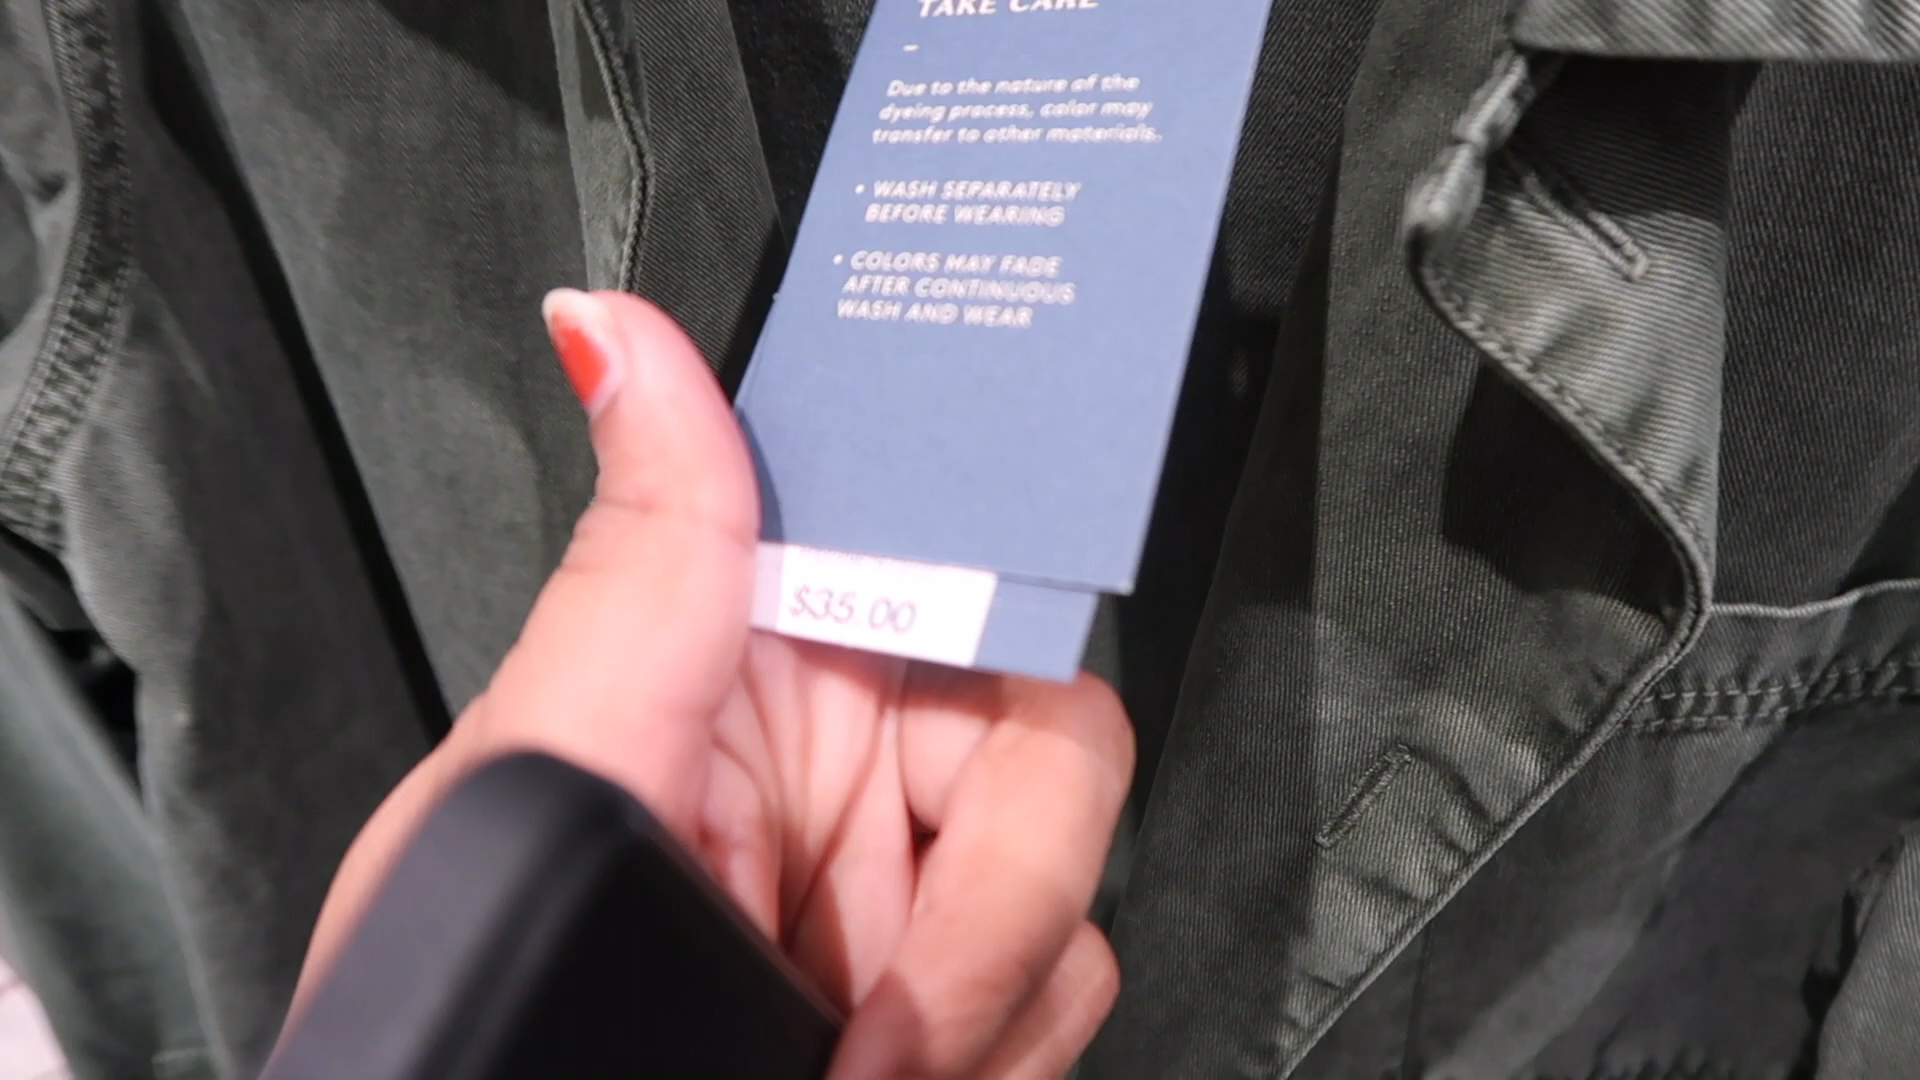 TAKE CARE
–
Due to the nature of the
dyeing process, color may
transfer to other materials.
• WASH SEPARATELY
BEFORE WEARING
• COLORS MAY FADE
AFTER CONTINUOUS
WASH AND WEAR
$35.00